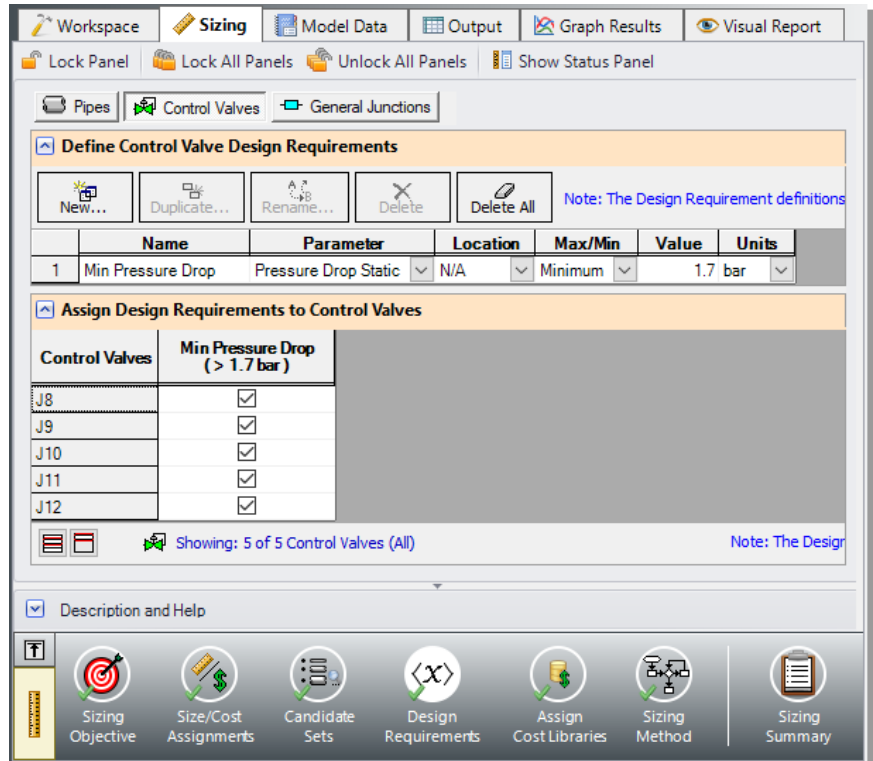 Workspace Sizing Model Data Output Graph Results Visual Report
Lock Panel Lock All Panels Unlock All Panels Show Status Panel
Pipes Control Valves General Junctions
Define Control Valve Design Requirements
New... Duplicate... Rename... Delete Delete All Note: The Design Requirement definitions
Name Parameter Location Max/Min Value Units
1 Min Pressure Drop Pressure Drop Static N/A Minimum 1.7 bar
Assign Design Requirements to Control Valves
Control Valves Min Pressure Drop
( > 1.7 bar )
J8
J9
J10
J11
J12
Showing: 5 of 5 Control Valves (All) Note: The Design
Description and Help
Sizing Size/Cost Candidate Design Assign Sizing Sizing
Objective Assignments Sets Requirements Cost Libraries Method Summary